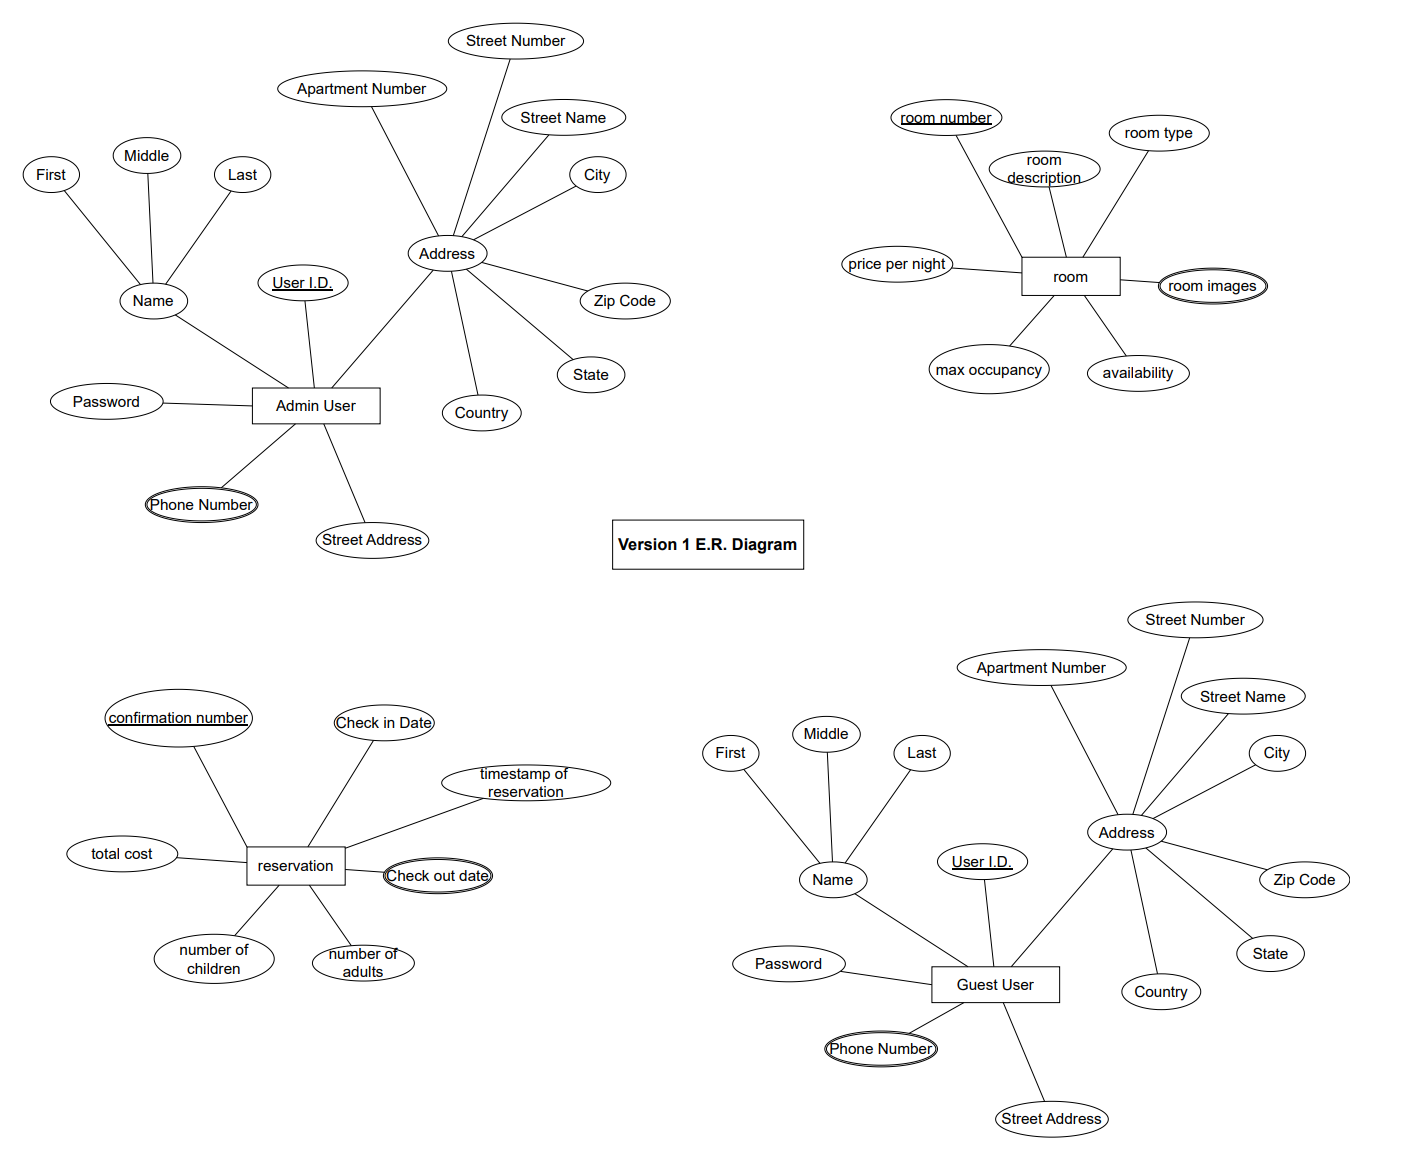 Street Number
Apartment Number
Street Name
First
Middle
Last
City
Address
User I.D.
Name
Zip Code
State
Password
Admin User
Country
Phone Number
Street Address
room number
room type
room
description
price per night
room
room images
max occupancy
availability
Version 1 E.R. Diagram
confirmation number
Check in Date
timestamp of
reservation
total cost
reservation
Check out date
number of
children
number of
adults
Street Number
Apartment Number
Street Name
First
Middle
Last
City
Address
User I.D.
Name
Zip Code
State
Password
Guest User
Country
Phone Number
Street Address